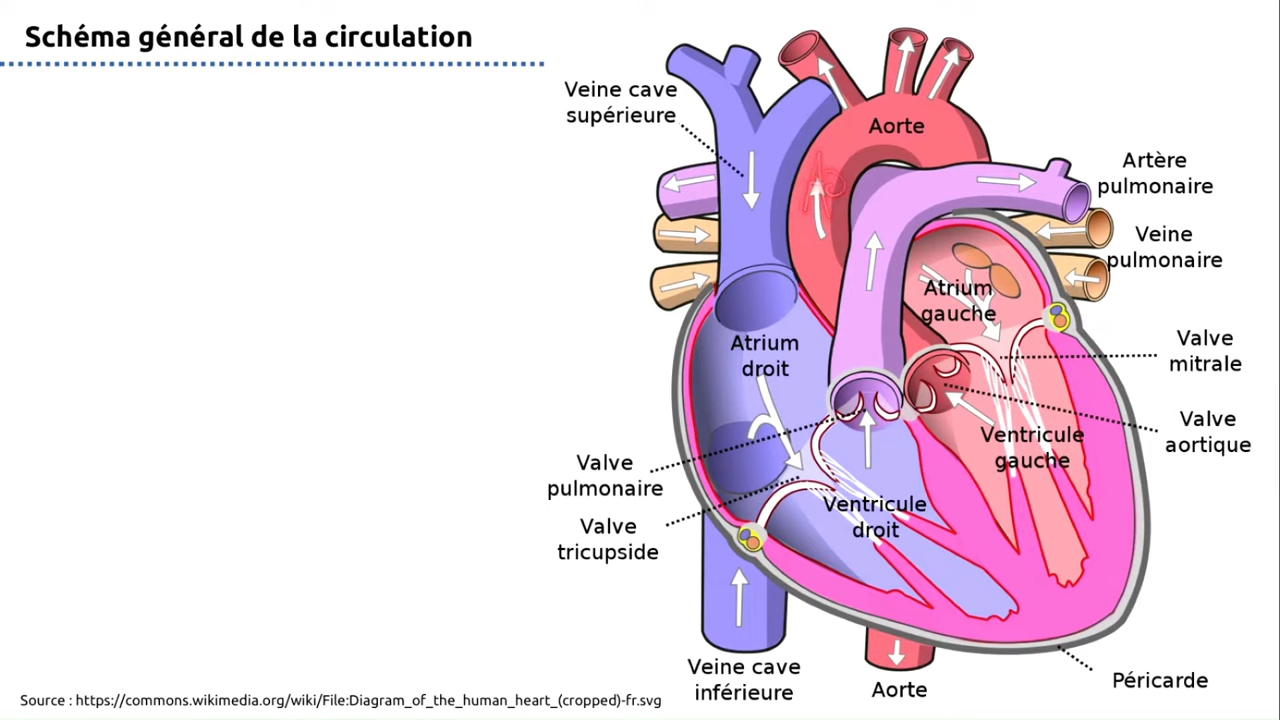 Schéma général de la circulation
Veine cave
supérieure
Aorte
Artère
pulmonaire
Veine
pulmonaire
Atrium
gauche
Atrium
droit
Valve
mitrale
Valve
aortique
Ventricule
gauche
Valve
pulmonaire
Ventricule
droit
Valve
tricupside
Veine cave
inférieure
Aorte
Péricarde
Source : https://commons.wikimedia.org/wiki/File:Diagram_of_the_human_heart_(cropped)-fr.svg